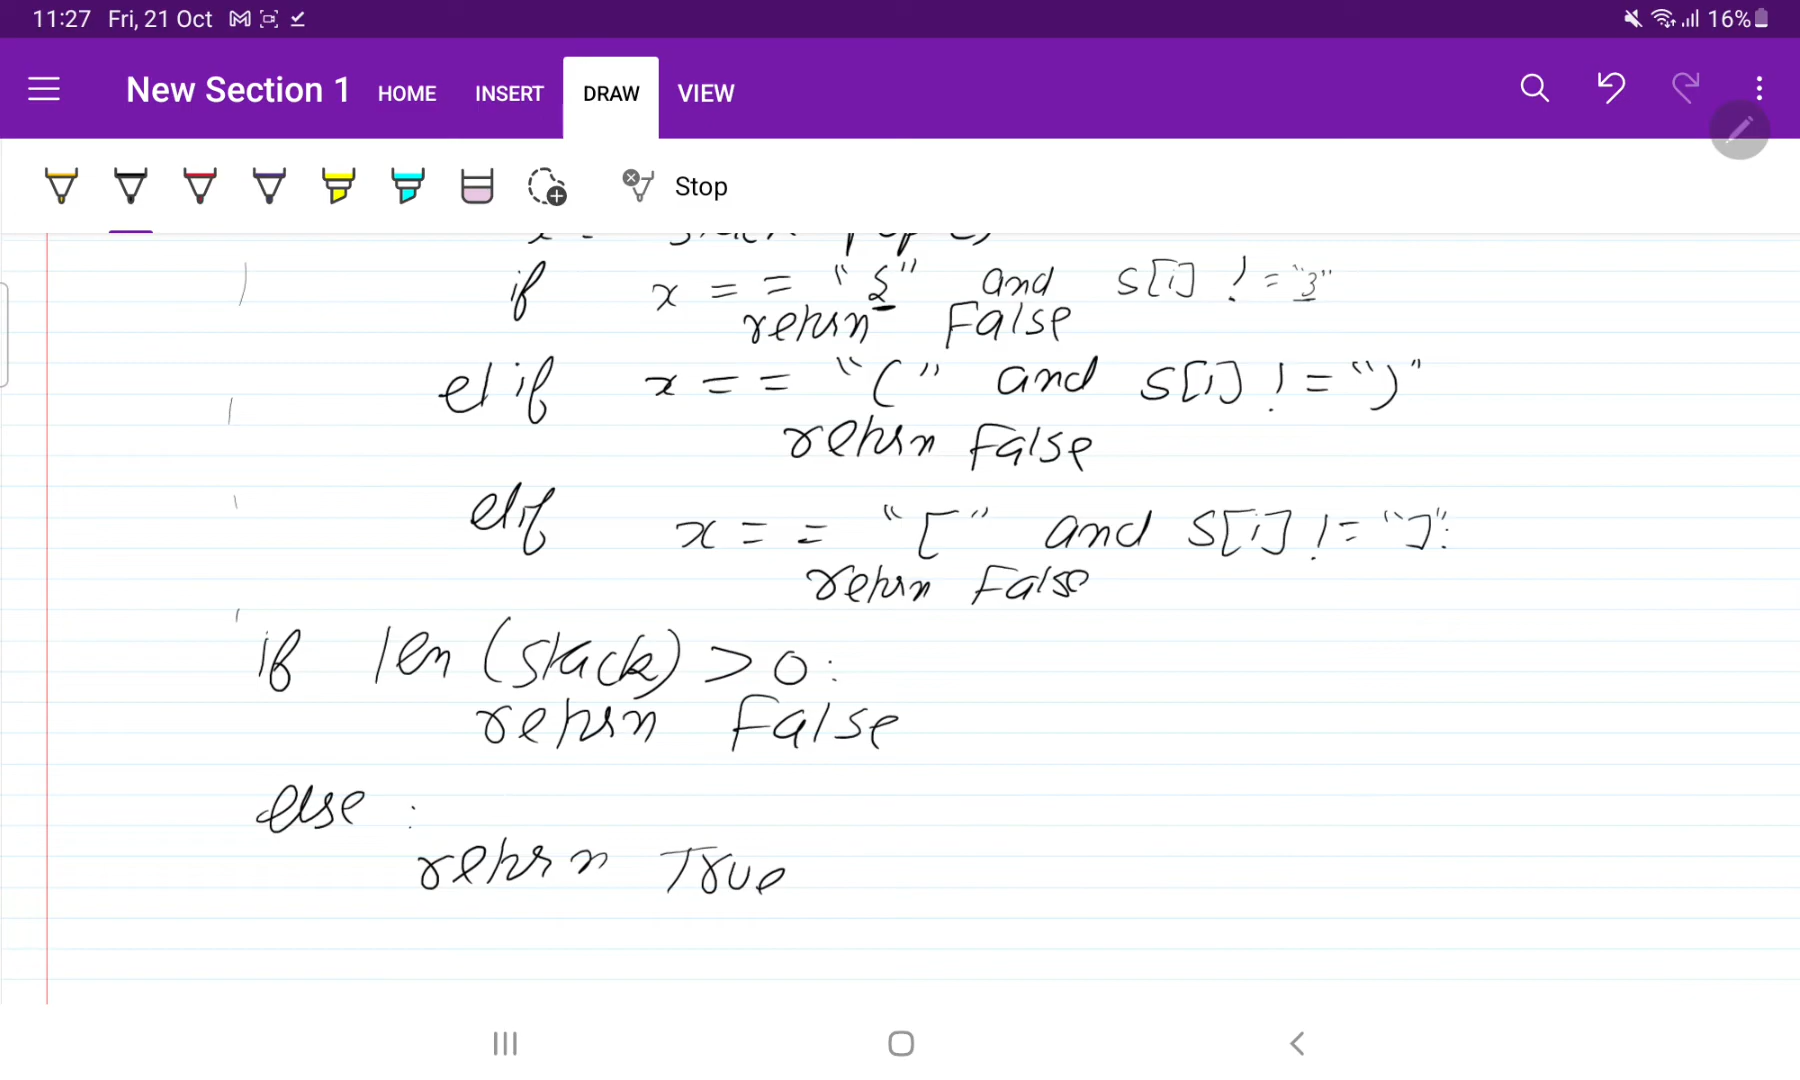 11:27 Fri, 21 Oct 16%
New Section 1 HOME INSERT DRAW VIEW
Stop
if x == "{" and s[i] != "}"
return False
elif x == "(" and s[i] != ")"
return False
elif x == "[" and s[i] != "]":
return False
if len (stack) > 0:
return False
else :
return True